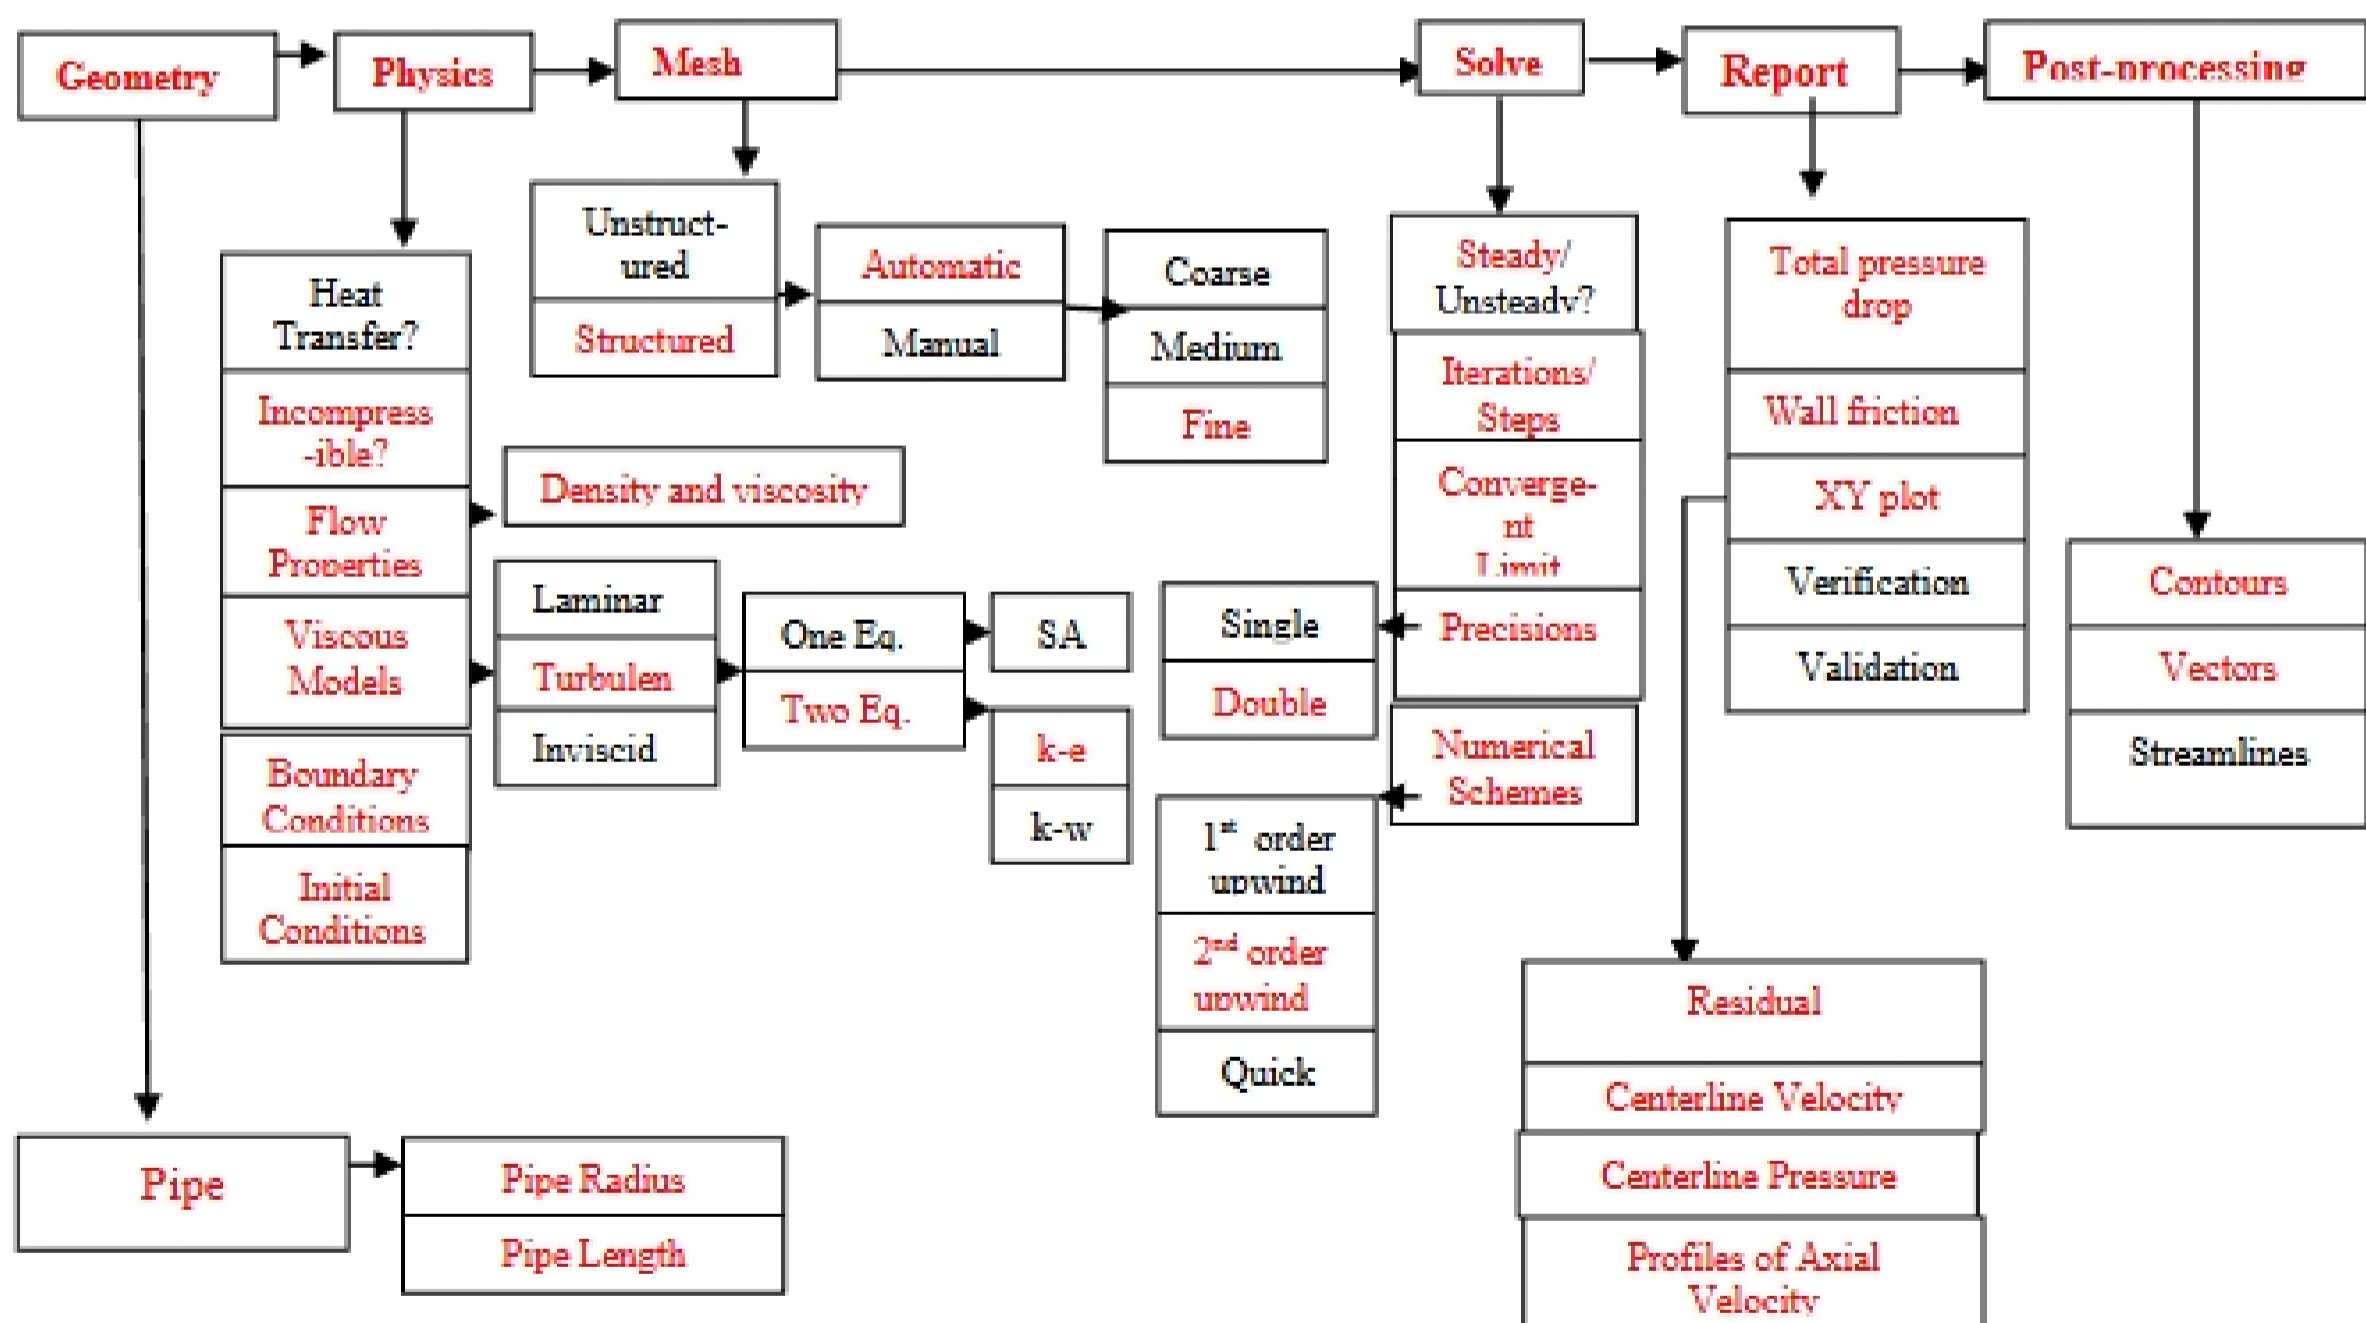 Geometry
Physics
Mesh
Solve
Report
Post-processing
Heat
Transfer?
Incompress
-ible?
Flow
Properties
Viscous
Models
Boundary
Conditions
Initial
Conditions
Unstruct-
ured
Structured
Automatic
Manual
Coarse
Medium
Fine
Density and viscosity
Laminar
Turbulen
Inviscid
One Eq.
Two Eq.
SA
k-e
k-w
Steady/
Unsteady?
Iterations/
Steps
Converge-
nt
Limit
Precisions
Numerical
Schemes
Single
Double
1st order
upwind
2nd order
upwind
Quick
Total pressure
drop
Wall friction
XY plot
Verification
Validation
Contours
Vectors
Streamlines
Residual
Centerline Velocity
Centerline Pressure
Profiles of Axial
Velocity
Pipe
Pipe Radius
Pipe Length